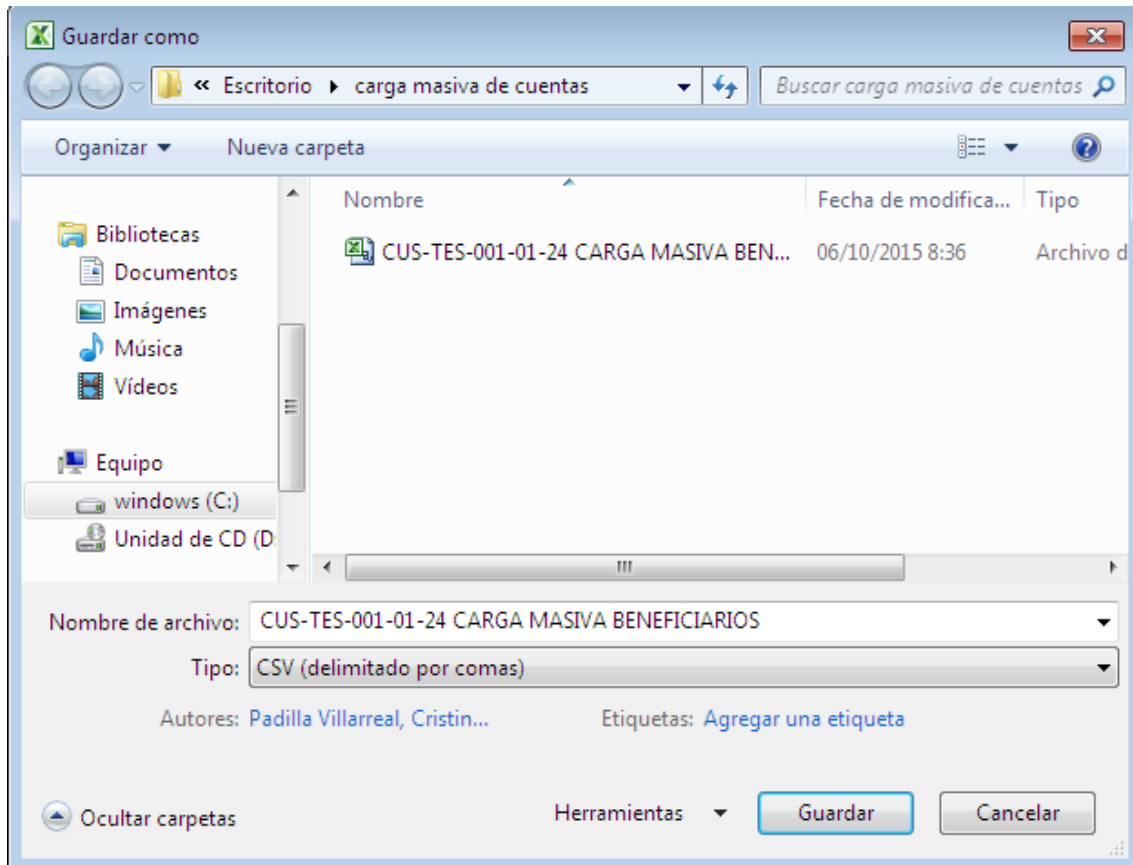 Guardar como
« Escritorio ▸ carga masiva de cuentas
Buscar carga masiva de cuentas
Organizar
Nueva carpeta
Nombre
Fecha de modifica...
Tipo
Bibliotecas
Documentos
Imágenes
Música
Vídeos
Equipo
windows (C:)
Unidad de CD (D:
CUS-TES-001-01-24 CARGA MASIVA BEN...
06/10/2015 8:36
Archivo d
Nombre de archivo: CUS-TES-001-01-24 CARGA MASIVA BENEFICIARIOS
Tipo: CSV (delimitado por comas)
Autores: Padilla Villarreal, Cristin...
Etiquetas: Agregar una etiqueta
Ocultar carpetas
Herramientas
Guardar
Cancelar